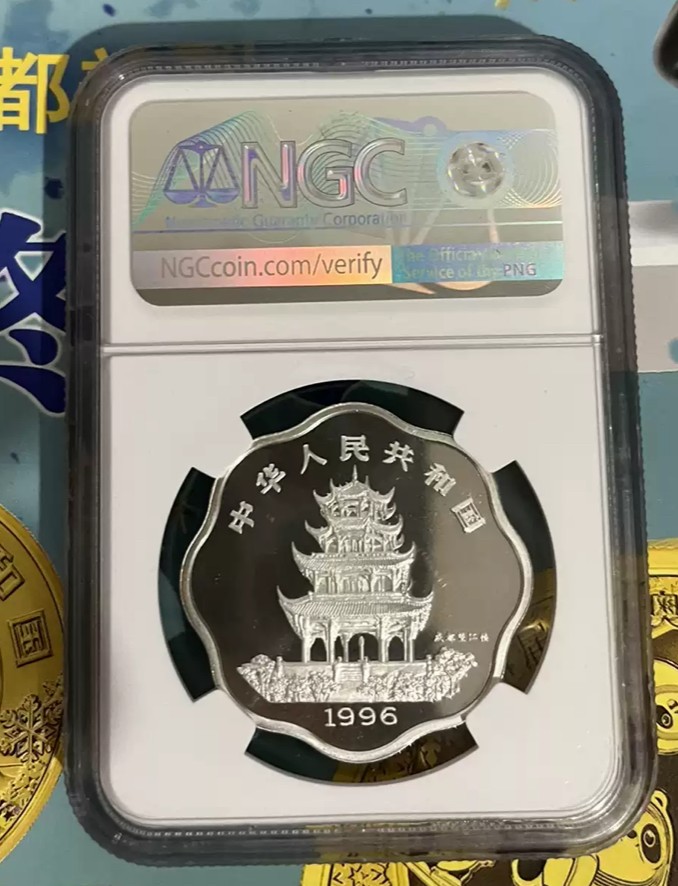 都
NGC
Numismatic Guaranty Corporation
NGCcoin.com/verify
The Official
Service of the PNG
中华人民共和国
成都望江楼
1996